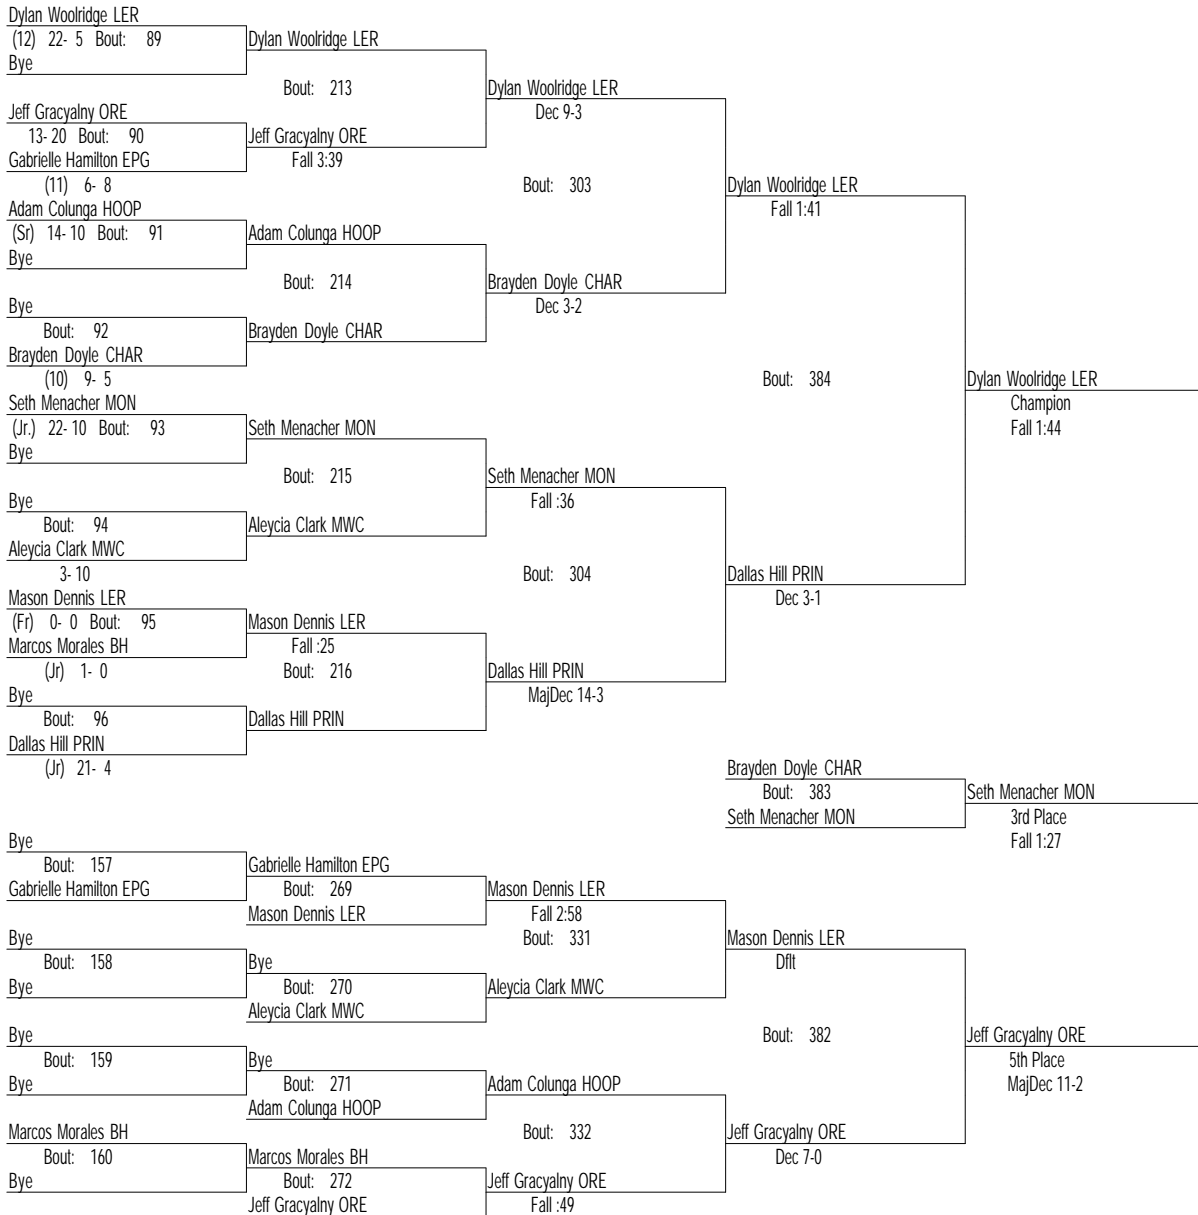 Dylan Woolridge LER
(12) 22- 5 Bout: 89
Dylan Woolridge LER
Bye
Bout: 213
Dylan Woolridge LER
Dec 9-3
Jeff Gracyalny ORE
13- 20 Bout: 90
Jeff Gracyalny ORE
Gabrielle Hamilton EPG
Fall 3:39
(11) 6- 8
Bout: 303
Dylan Woolridge LER
Fall 1:41
Adam Colunga HOOP
(Sr) 14- 10 Bout: 91
Adam Colunga HOOP
Bye
Bout: 214
Brayden Doyle CHAR
Dec 3-2
Bye
Bout: 92
Brayden Doyle CHAR
Brayden Doyle CHAR
(10) 9- 5
Bout: 384
Dylan Woolridge LER
Champion
Fall 1:44
Seth Menacher MON
(Jr.) 22- 10 Bout: 93
Seth Menacher MON
Bye
Bout: 215
Seth Menacher MON
Fall :36
Bye
Bout: 94
Aleycia Clark MWC
Aleycia Clark MWC
3- 10
Bout: 304
Dallas Hill PRIN
Dec 3-1
Mason Dennis LER
(Fr) 0- 0 Bout: 95
Mason Dennis LER
Marcos Morales BH
Fall :25
(Jr) 1- 0
Bout: 216
Dallas Hill PRIN
MajDec 14-3
Bye
Bout: 96
Dallas Hill PRIN
Dallas Hill PRIN
(Jr) 21- 4
Brayden Doyle CHAR
Bout: 383
Seth Menacher MON
Seth Menacher MON
3rd Place
Fall 1:27
Bye
Bout: 157
Gabrielle Hamilton EPG
Gabrielle Hamilton EPG
Bout: 269
Mason Dennis LER
Mason Dennis LER
Fall 2:58
Bout: 331
Mason Dennis LER
Dflt
Bye
Bout: 158
Bye
Bye
Bout: 270
Aleycia Clark MWC
Aleycia Clark MWC
Bout: 382
Jeff Gracyalny ORE
5th Place
MajDec 11-2
Bye
Bout: 159
Bye
Bye
Bout: 271
Adam Colunga HOOP
Adam Colunga HOOP
Bout: 332
Jeff Gracyalny ORE
Dec 7-0
Marcos Morales BH
Bout: 160
Bye
Marcos Morales BH
Bout: 272
Jeff Gracyalny ORE
Jeff Gracyalny ORE
Fall :49